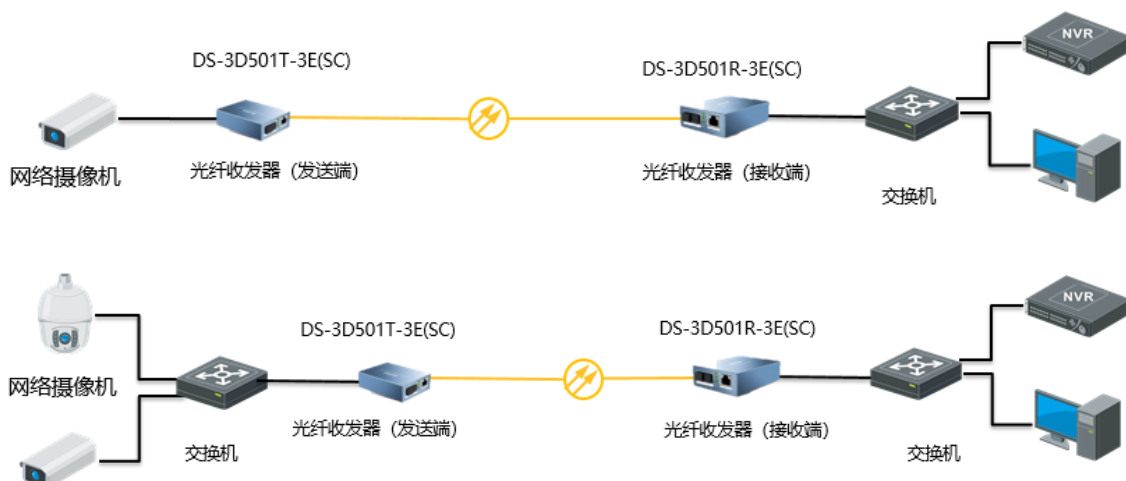 DS-3D501T-3E(SC)
DS-3D501R-3E(SC)
NVR
网络摄像机
光纤收发器（发送端）
光纤收发器（接收端）
交换机
DS-3D501T-3E(SC)
DS-3D501R-3E(SC)
NVR
网络摄像机
交换机
光纤收发器（发送端）
光纤收发器（接收端）
交换机